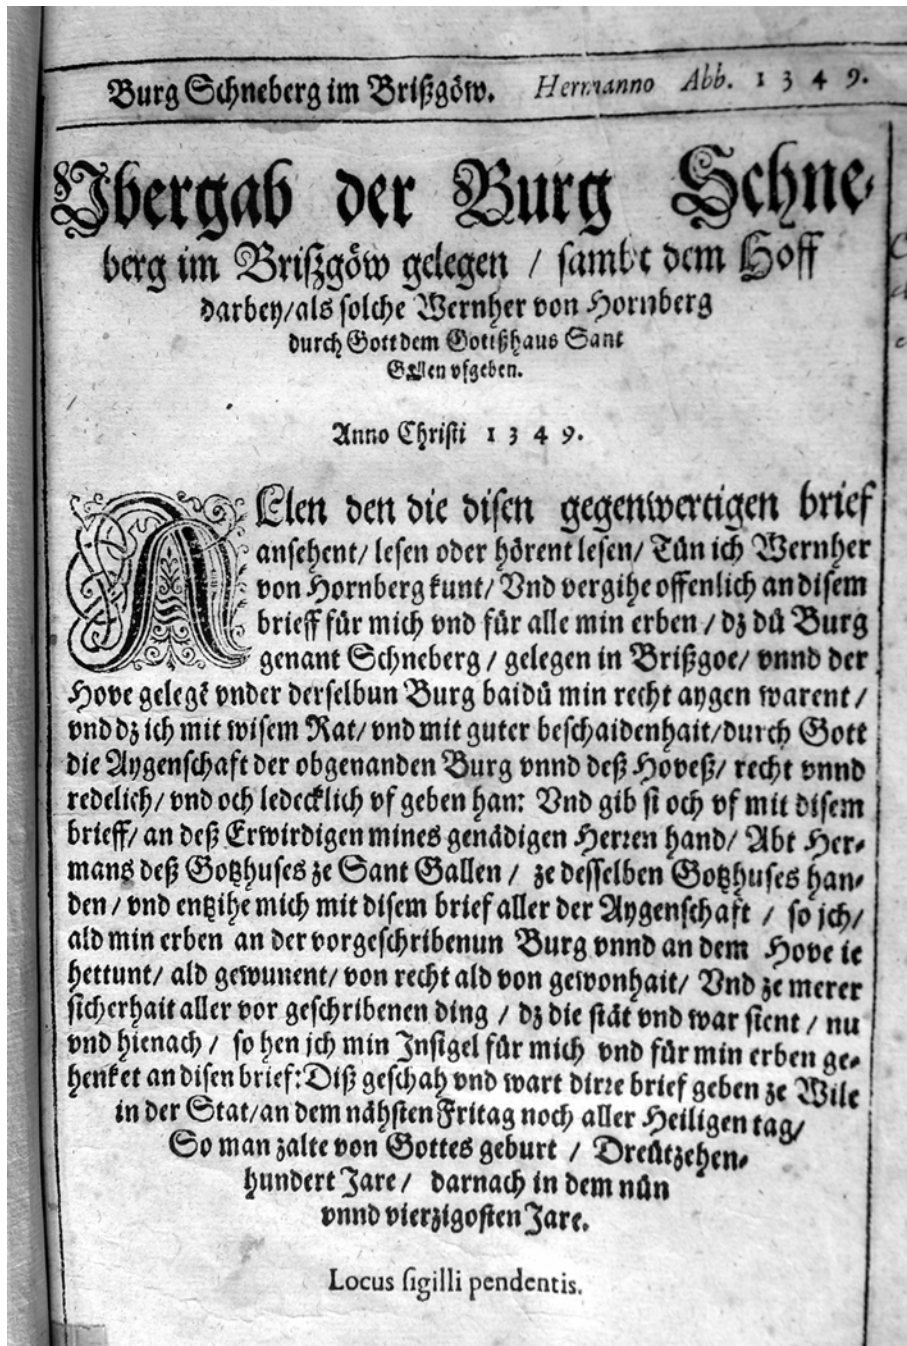 Burg Schneberg im Brißgöw. Hermanno Abb. 1349.
Vbergab der Burg Schne-
berg im Brißgöw gelegen / sambt dem Hoff
darbey/als solche Wernher von Hornberg
durch Gott dem Gottßhaus Sant
Gallen vfgeben.
Anno Christi 1349.
AElen den die disen gegenwertigen brief
ansehent/ lesen oder hörent lesen/ Tůn ich Wernher
von Hornberg kunt/ Vnd vergihe offenlich an disem
brieff für mich vnd für alle min erben / dz dů Burg
genant Schneberg / gelegen in Brißgoe/ vnnd der
Hove gelegē vnder derselbun Burg baidů min recht aygen warent /
vnd dz ich mit wisem Rat/ vnd mit guter beschaidenhait/durch Gott
die Aygenschaft der obgenanden Burg vnnd deß Hoveß/ recht vnnd
redelich/ vnd och ledecklich vf geben han: Vnd gib si och vf mit disem
brieff/ an deß Erwirdigen mines genädigen Herren hand/ Abt Her-
mans deß Gotzhuses ze Sant Gallen / ze desselben Gotzhuses han-
den / vnd entzihe mich mit disem brief aller der Aygenschaft / so jch/
ald min erben an der vorgeschribenun Burg vnnd an dem Hove ie
hettunt/ ald gewunent/ von recht ald von gewonhait/ Vnd ze merer
sicherhait aller vor geschribenen ding / dz die stät vnd war sient / nu
vnd hienach / so hen jch min Insigel für mich vnd für min erben ge-
henket an disen brief: Diß geschah vnd wart dirre brief geben ze Wile
in der Stat/an dem nähsten Fritag noch aller Heiligen tag/
So man zalte von Gottes geburt / Dreützehen-
hundert Jare / darnach in dem nůn
vnnd vierzigosten Jare.
Locus sigilli pendentis.